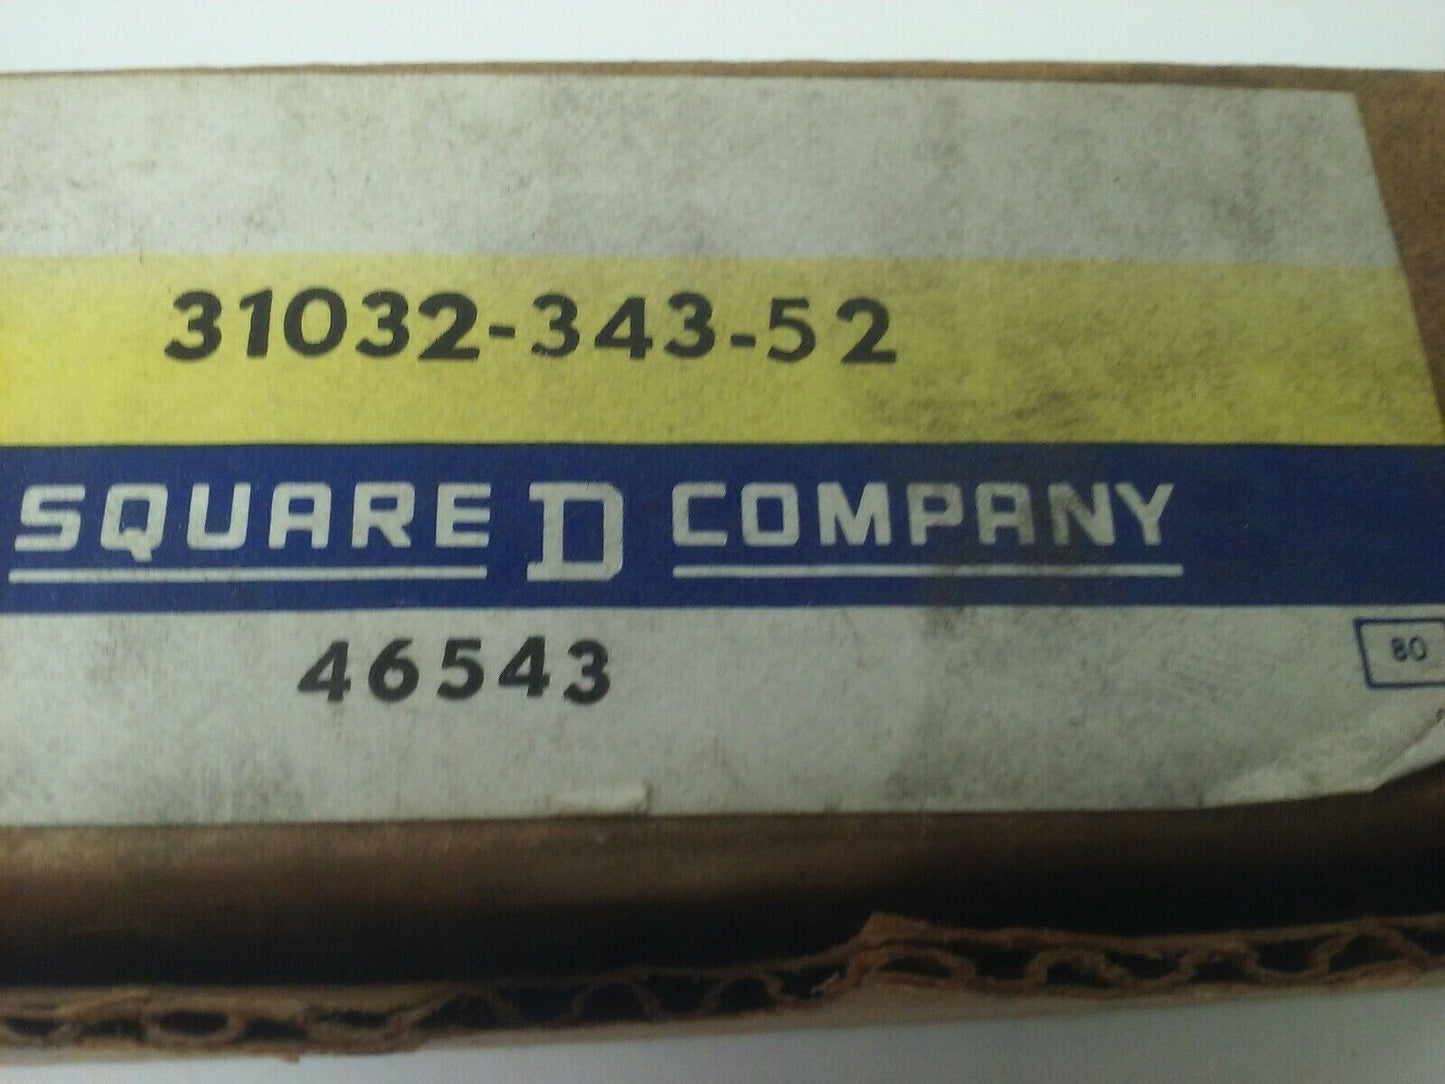 31032-343-52
SQUARE D COMPANY
46543
80